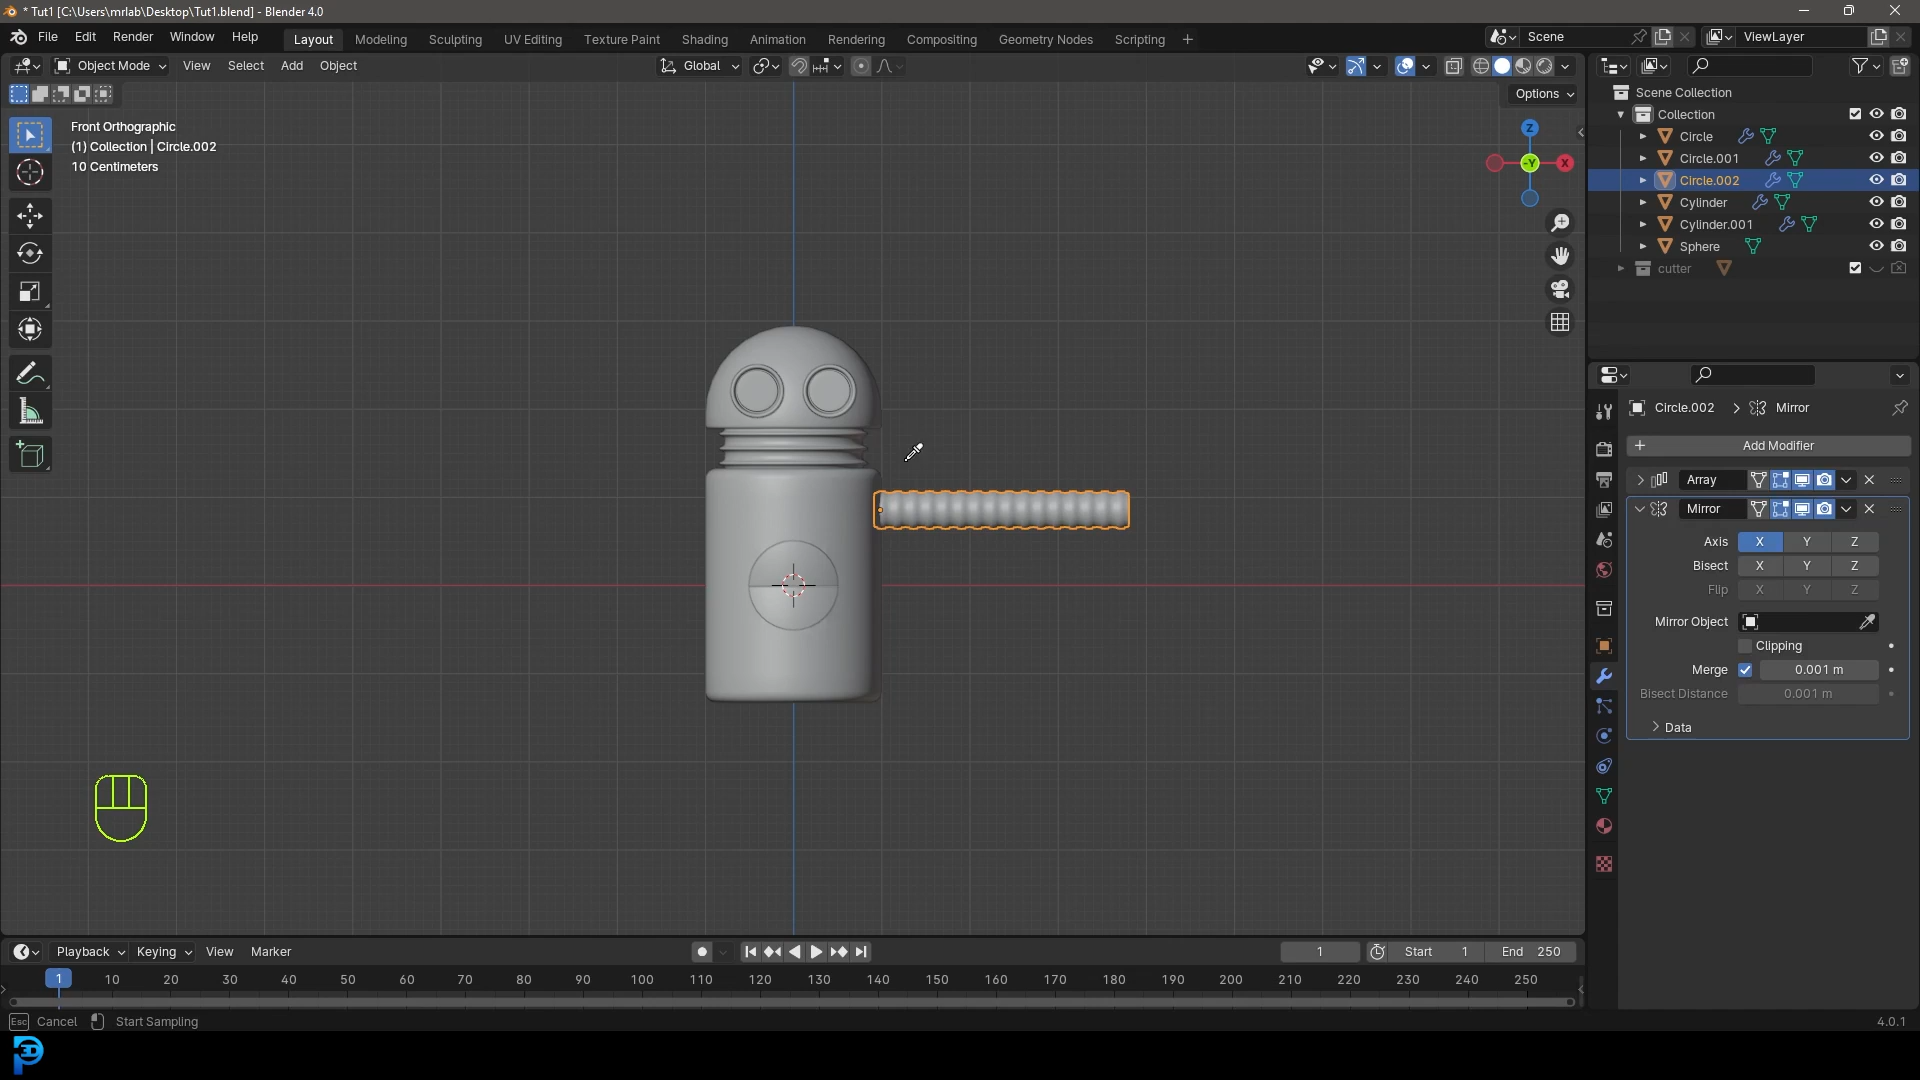 * Tut1 [C:\Users\mrlab\Desktop\Tut1.blend] - Blender 4.0
File Edit Render Window Help Layout Modeling Sculpting UV Editing Texture Paint Shading Animation Rendering Compositing Geometry Nodes Scripting + Scene ViewLayer
Object Mode View Select Add Object Global
Options
Front Orthographic
(1) Collection | Circle.002
10 Centimeters
Z
-Y
X
Scene Collection
Collection
Circle
Circle.001
Circle.002
Cylinder
Cylinder.001
Sphere
cutter
Circle.002 > Mirror
+ Add Modifier
Array
Mirror
Axis X Y Z
Bisect X Y Z
Flip X Y Z
Mirror Object
Clipping
Merge 0.001 m
Bisect Distance 0.001 m
Data
Playback Keying View Marker 1 Start 1 End 250
1 10 20 30 40 50 60 70 80 90 100 110 120 130 140 150 160 170 180 190 200 210 220 230 240 250
Esc Cancel Start Sampling 4.0.1
3D